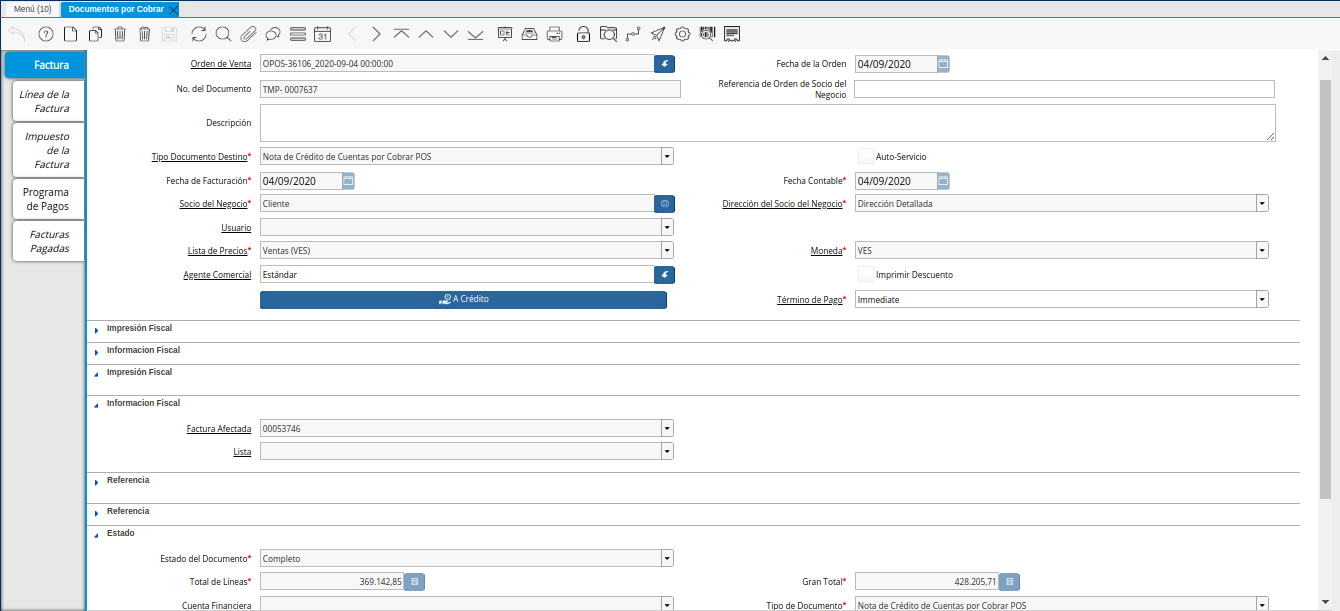 Menú (10)
Documentos por Cobrar
31
Factura
Línea de la
Factura
Impuesto
de la
Factura
Programa
de Pagos
Facturas
Pagadas
Orden de Venta OPOS-36106_2020-09-04 00:00:00
Fecha de la Orden 04/09/2020
No. del Documento TMP- 0007637
Referencia de Orden de Socio del
Negocio
Descripción
Tipo Documento Destino* Nota de Crédito de Cuentas por Cobrar POS
Auto-Servicio
Fecha de Facturación* 04/09/2020
Fecha Contable* 04/09/2020
Socio del Negocio* Cliente
Dirección del Socio del Negocio* Dirección Detallada
Usuario
Lista de Precios* Ventas (VES)
Moneda* VES
Agente Comercial Estándar
Imprimir Descuento
A Crédito
Término de Pago* Immediate
Impresión Fiscal
Informacion Fiscal
Impresión Fiscal
Informacion Fiscal
Factura Afectada 00053746
Lista
Referencia
Referencia
Estado
Estado del Documento* Completo
Total de Líneas* 369.142,85
Gran Total* 428.205,71
Cuenta Financiera
Tipo de Documento* Nota de Crédito de Cuentas por Cobrar POS